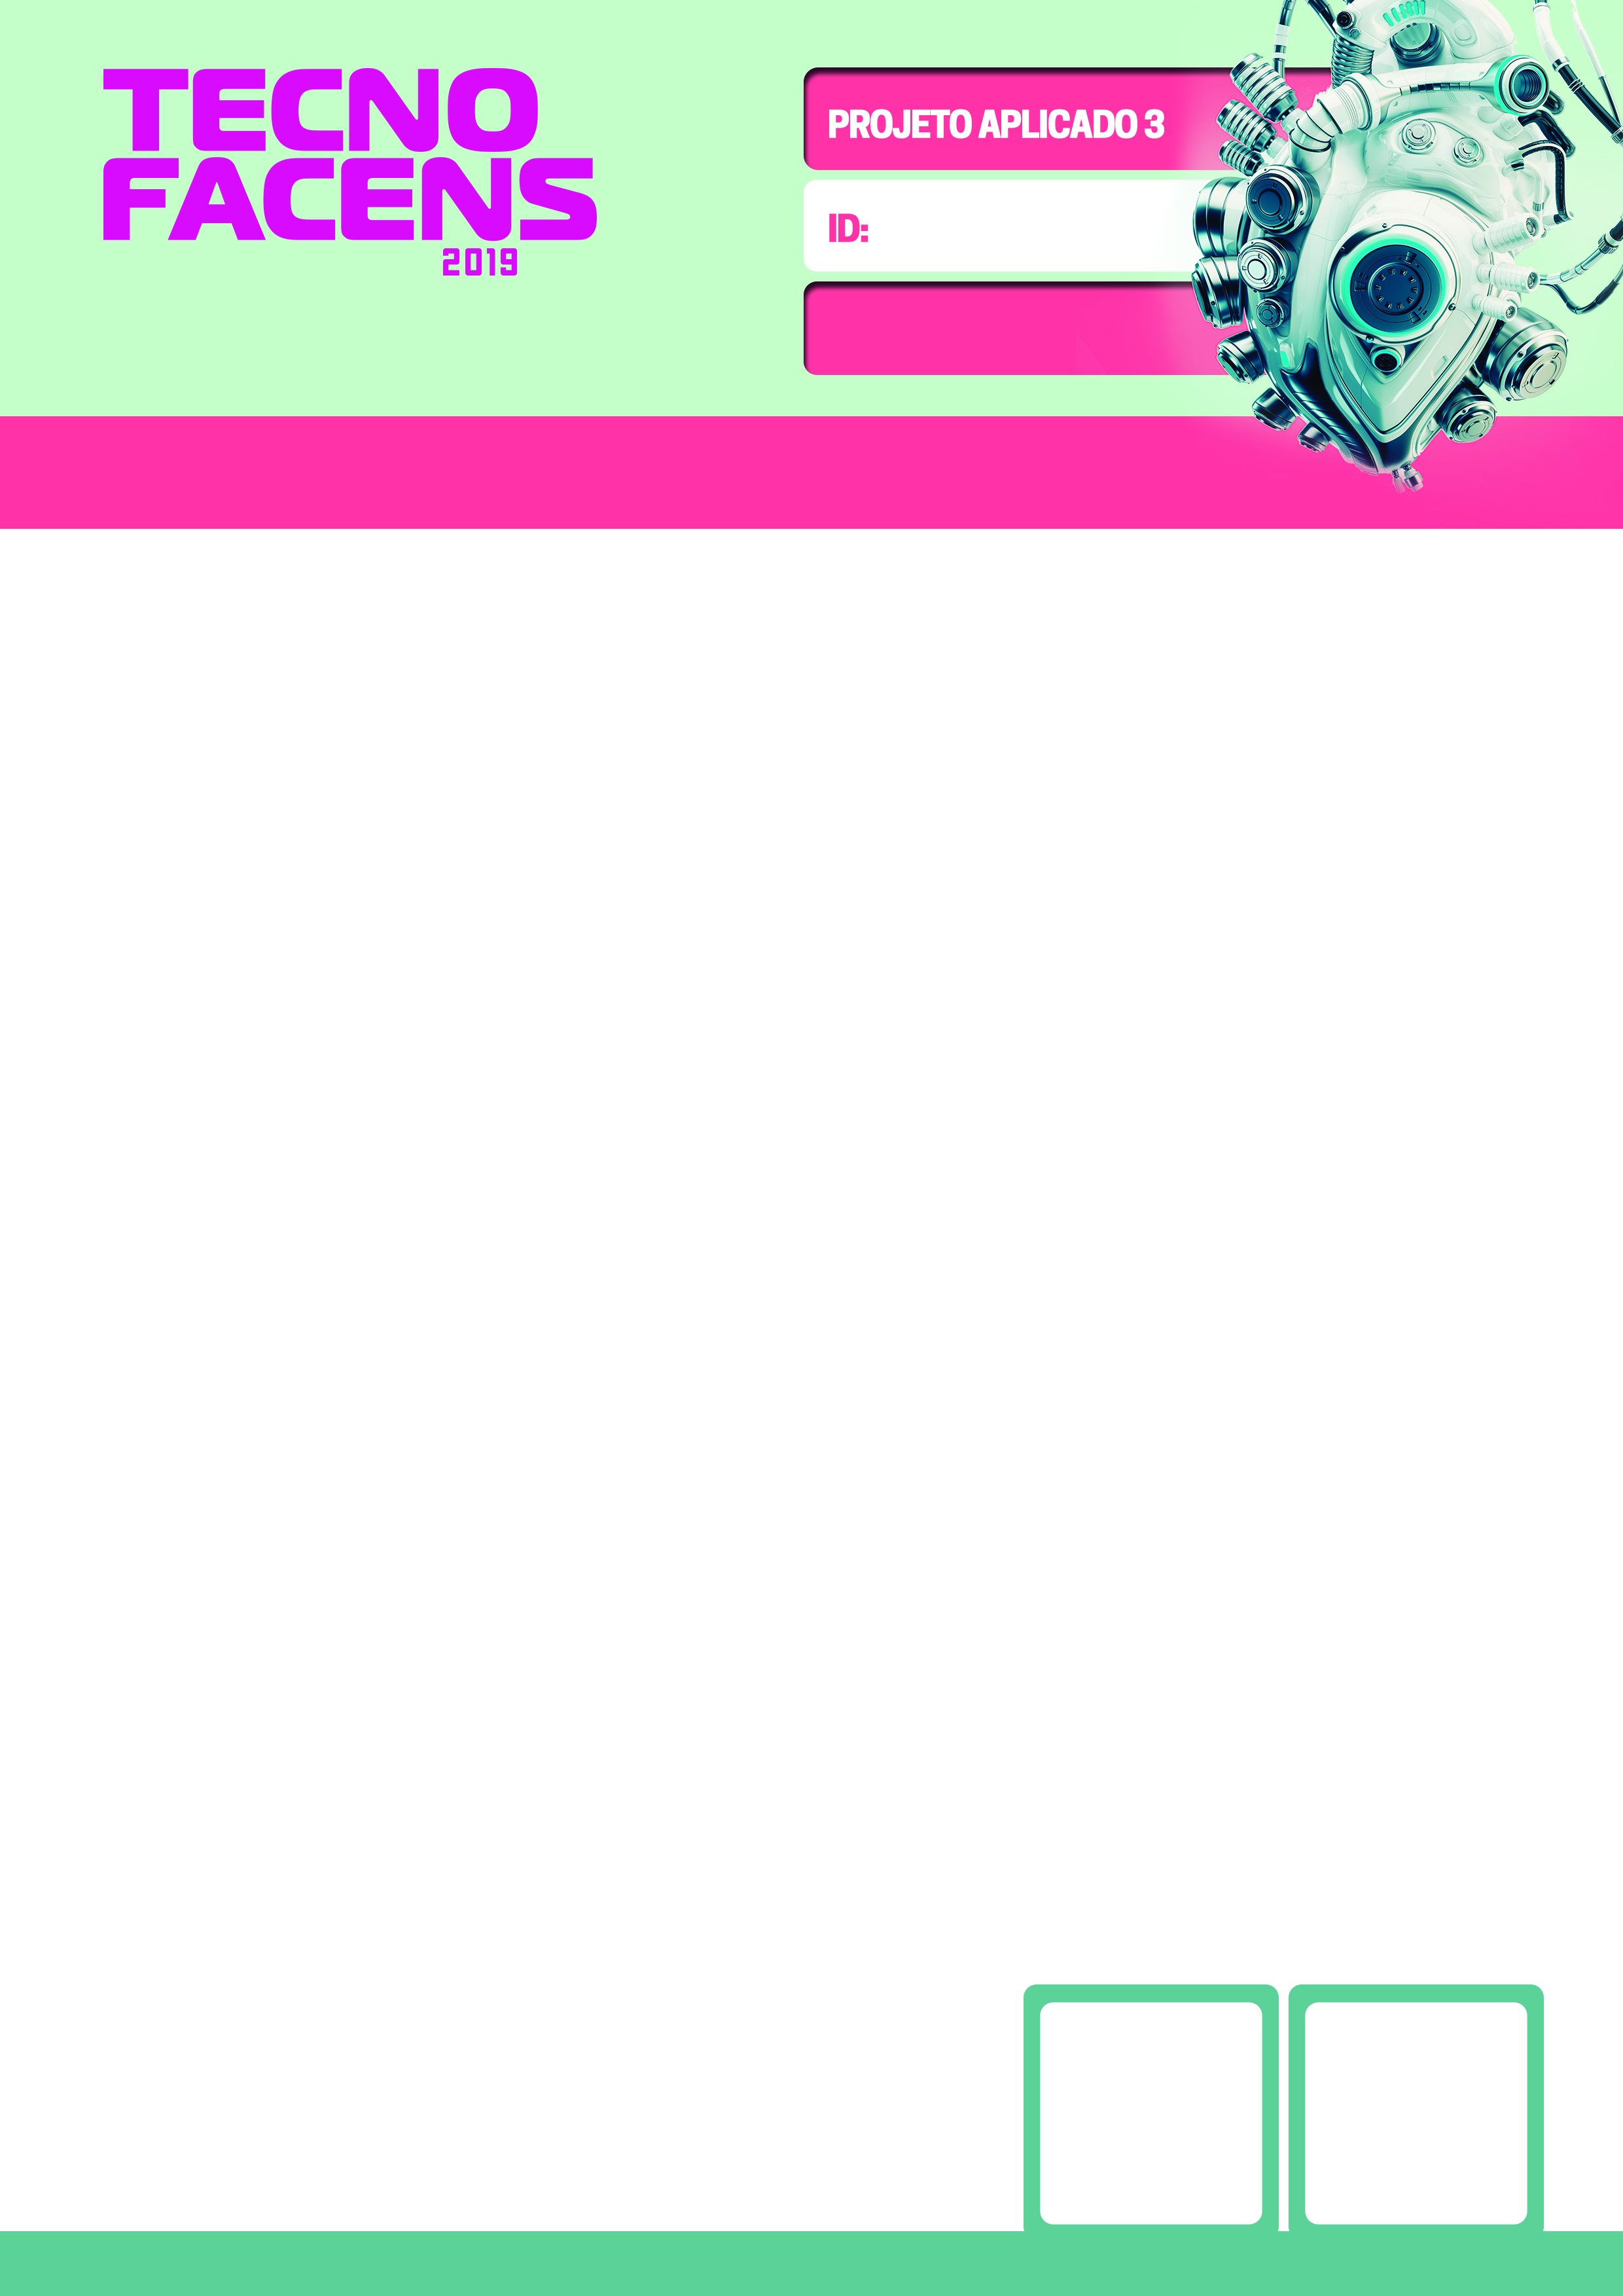 TECNO
FACENS
2019
PROJETO APLICADO 3
ID: